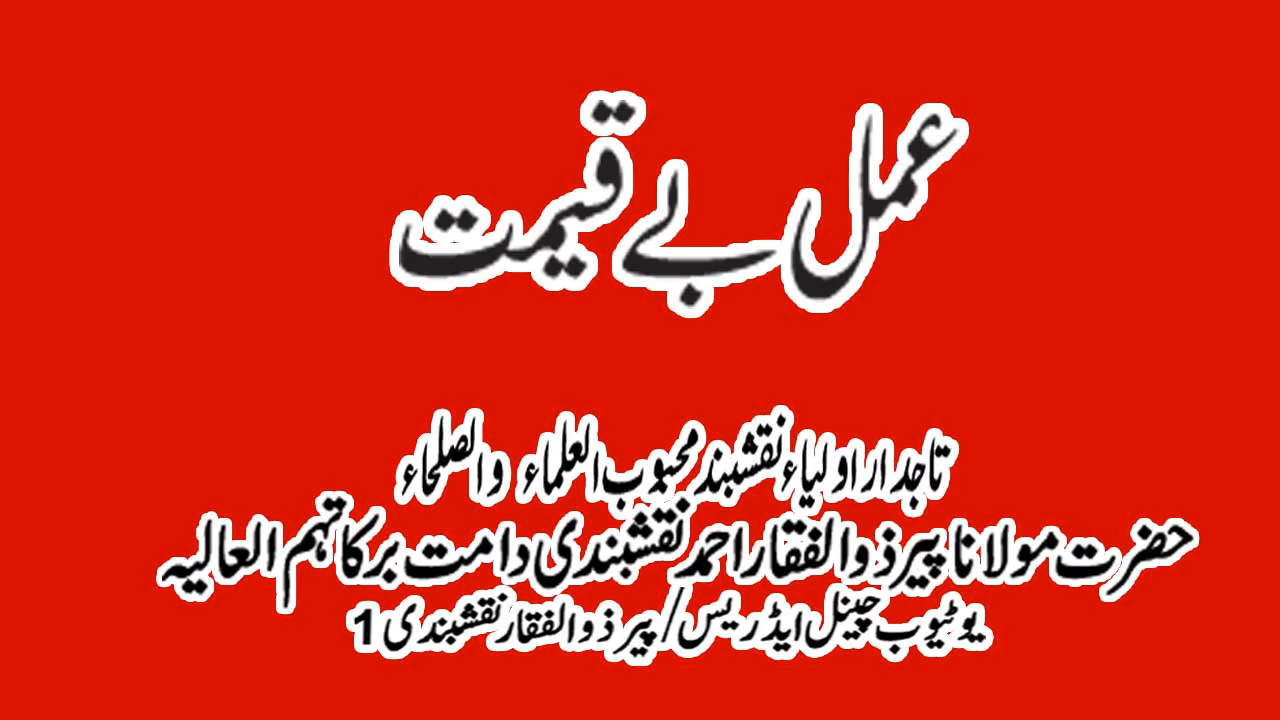 عمل بے قیمت
تاجدار اولیاء نقشبند محبوب العلماء والصلحاء
حضرت مولانا پیر ذوالفقار احمد نقشبندی دامت برکاتہم العالیہ
یوٹیوب چینل ایڈریس/ پیر ذوالفقار نقشبندی 1